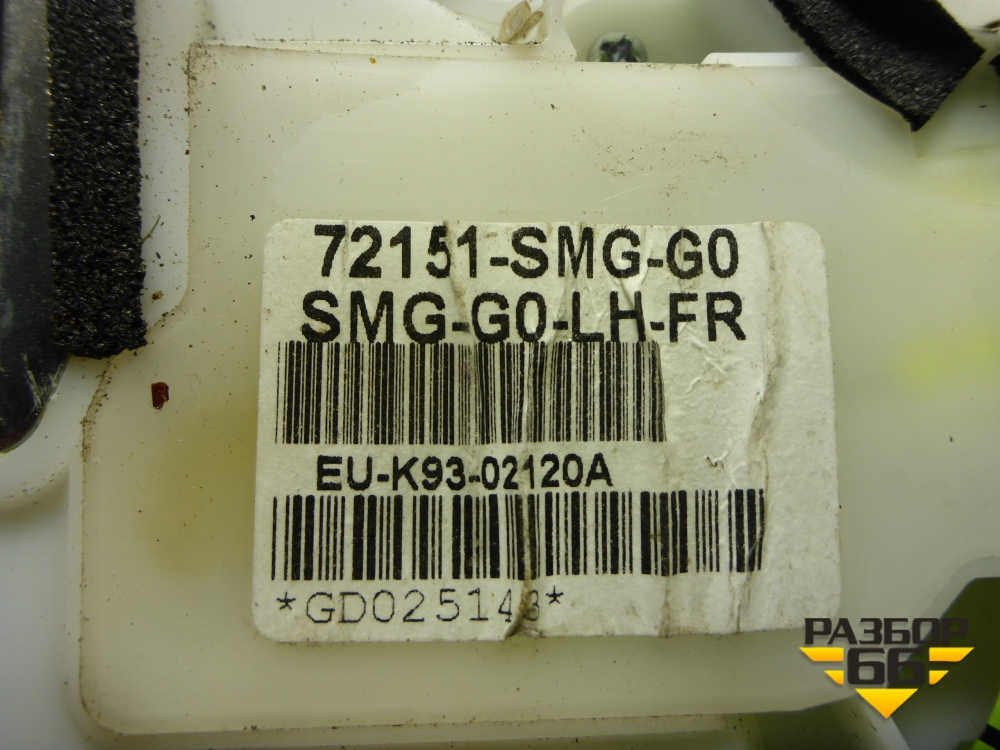 72151-SMG-G0
SMG-G0-LH-FR
EU-K93-02120A
*GD025143*
РАЗБОР
66